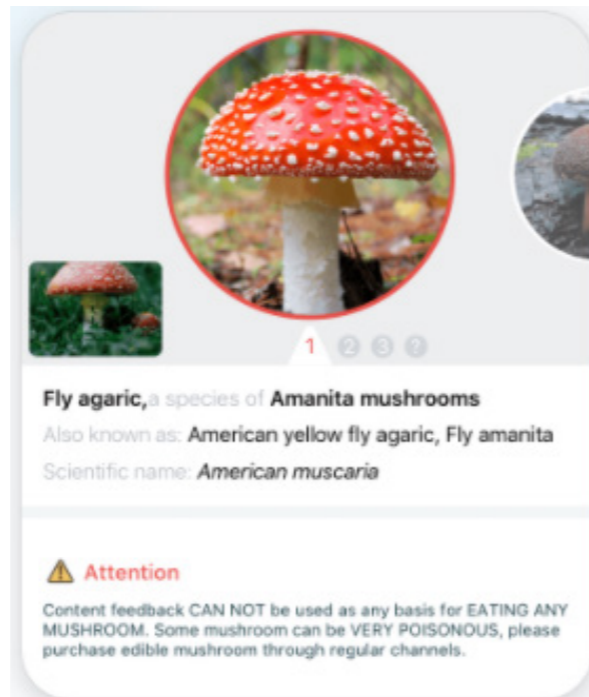 1 2 3 ?
Fly agaric,a species of Amanita mushrooms
Also known as: American yellow fly agaric, Fly amanita
Scientific name: American muscaria
Attention
Content feedback CAN NOT be used as any basis for EATING ANY
MUSHROOM. Some mushroom can be VERY POISONOUS, please
purchase edible mushroom through regular channels.